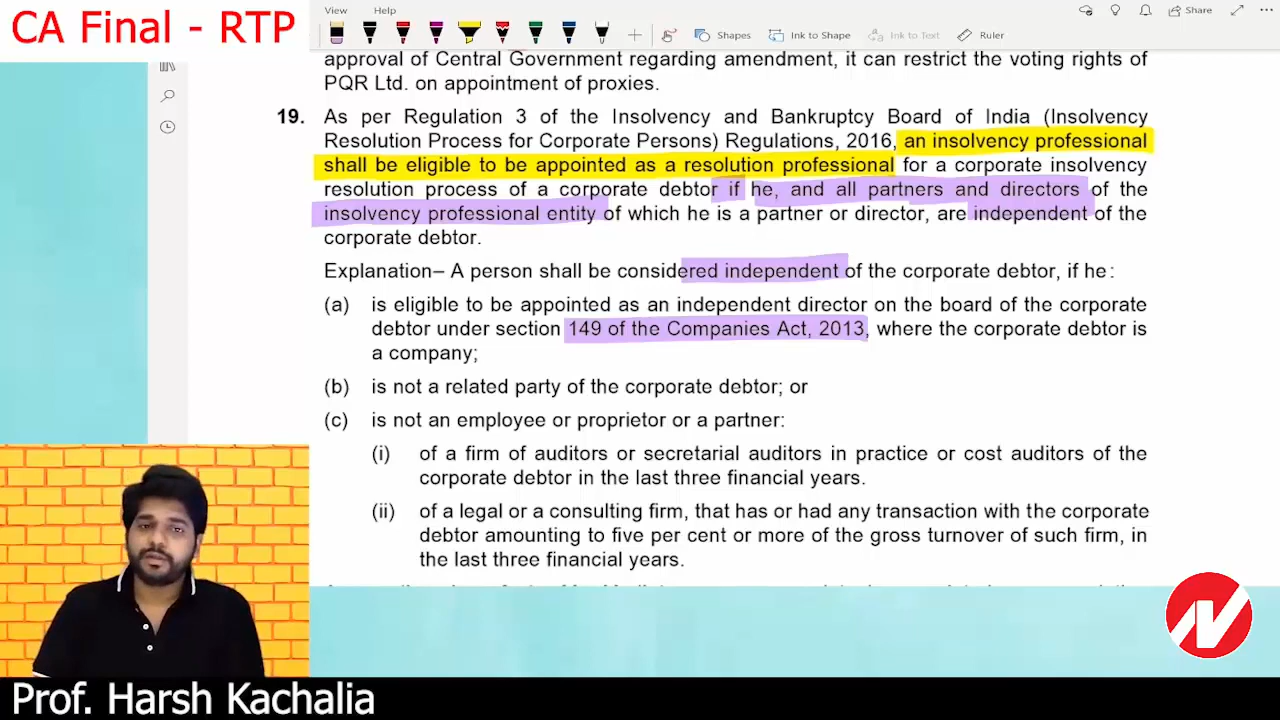 CA Final - RTP
View Help
Share
Shapes Ink to Shape Ink to Text Ruler
approval of Central Government regarding amendment, it can restrict the voting rights of
PQR Ltd. on appointment of proxies.
19. As per Regulation 3 of the Insolvency and Bankruptcy Board of India (Insolvency
Resolution Process for Corporate Persons) Regulations, 2016, an insolvency professional
shall be eligible to be appointed as a resolution professional for a corporate insolvency
resolution process of a corporate debtor if he, and all partners and directors of the
insolvency professional entity of which he is a partner or director, are independent of the
corporate debtor.
Explanation– A person shall be considered independent of the corporate debtor, if he:
(a) is eligible to be appointed as an independent director on the board of the corporate
debtor under section 149 of the Companies Act, 2013, where the corporate debtor is
a company;
(b) is not a related party of the corporate debtor; or
(c) is not an employee or proprietor or a partner:
(i) of a firm of auditors or secretarial auditors in practice or cost auditors of the
corporate debtor in the last three financial years.
(ii) of a legal or a consulting firm, that has or had any transaction with the corporate
debtor amounting to five per cent or more of the gross turnover of such firm, in
the last three financial years.
Prof. Harsh Kachalia